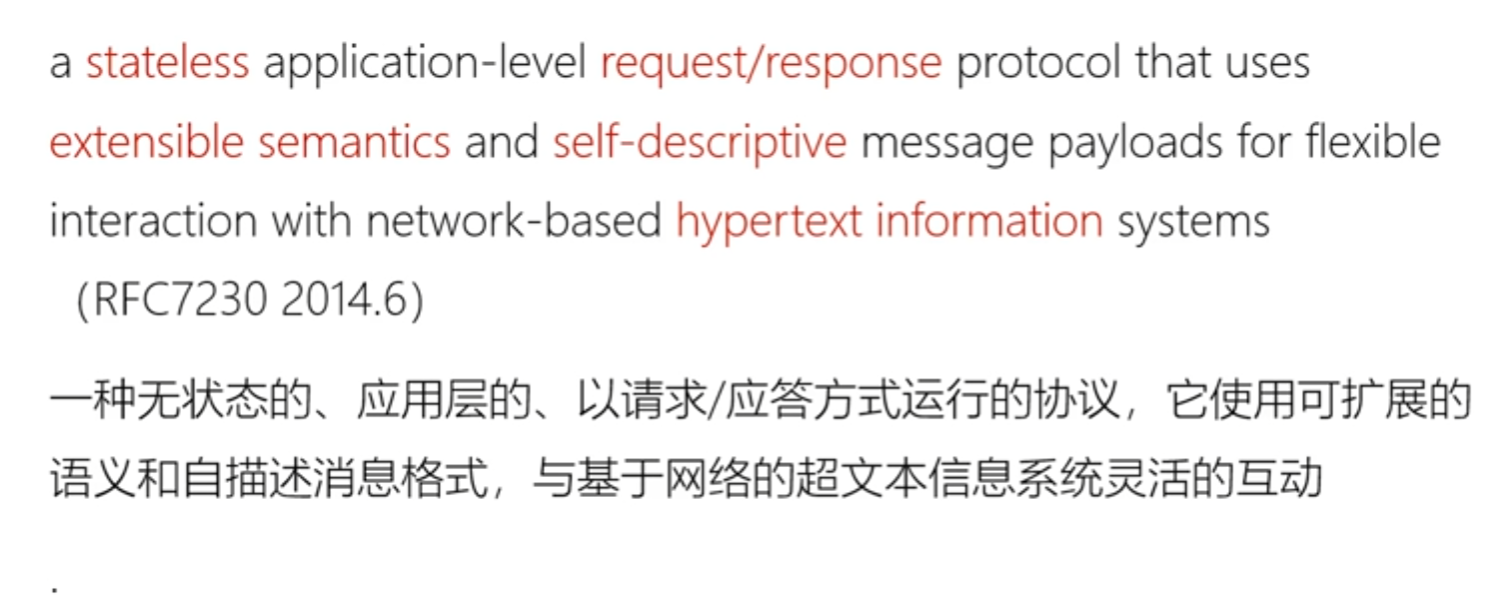 a stateless application-level request/response protocol that uses
extensible semantics and self-descriptive message payloads for flexible
interaction with network-based hypertext information systems
（RFC7230 2014.6）
一种无状态的、应用层的、以请求/应答方式运行的协议，它使用可扩展的
语义和自描述消息格式，与基于网络的超文本信息系统灵活的互动
.